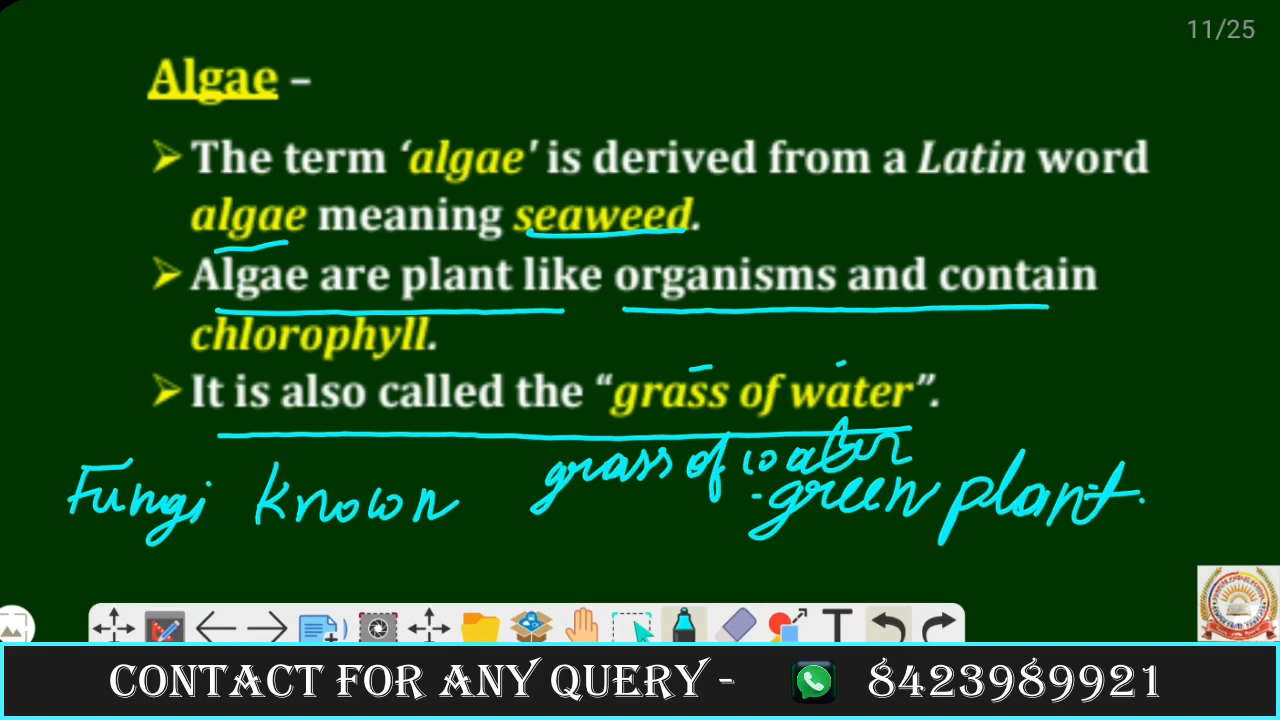 11/25
Algae –
➢ The term ‘algae’ is derived from a Latin word
algae meaning seaweed.
➢ Algae are plant like organisms and contain
chlorophyll.
➢ It is also called the “grass of water”.
grass of water
Fungi known - green plant.
T
CONTACT FOR ANY QUERY - 8423989921